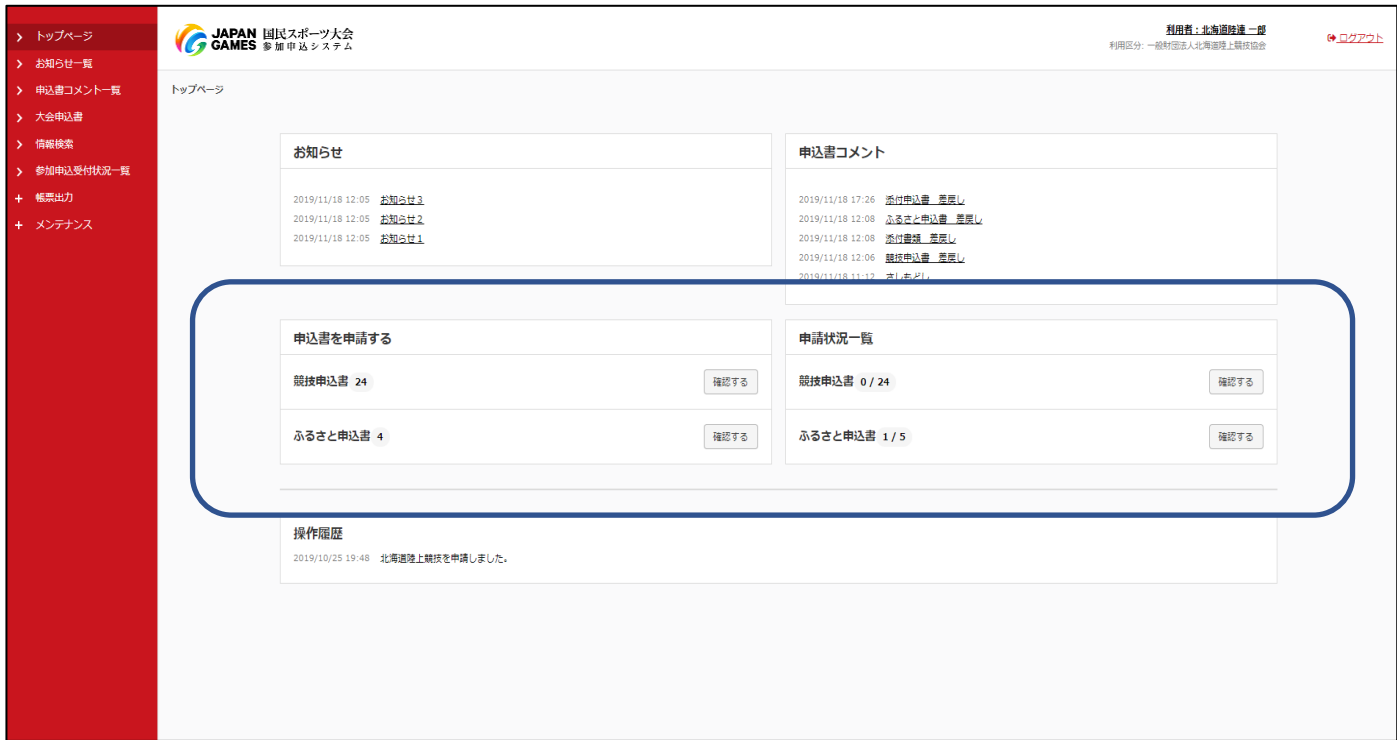 トップページ
お知らせ一覧
申込書コメント一覧
大会申込書
情報検索
参加申込受付状況一覧
帳票出力
メンテナンス
JAPAN 国民スポーツ大会
GAMES 参加申込システム
利用者：北海道陸連 一郎
利用区分: 一般財団法人北海道陸上競技協会
ログアウト
トップページ
お知らせ
2019/11/18 12:05 お知らせ3
2019/11/18 12:05 お知らせ2
2019/11/18 12:05 お知らせ1
申込書コメント
2019/11/18 17:26 添付申込書 差戻し
2019/11/18 12:08 ふるさと申込書 差戻し
2019/11/18 12:08 添付書類 差戻し
2019/11/18 12:06 競技申込書 差戻し
2019/11/18 11:12 さしもどし
申込書を申請する
競技申込書 24 確認する
ふるさと申込書 4 確認する
申請状況一覧
競技申込書 0 / 24 確認する
ふるさと申込書 1 / 5 確認する
操作履歴
2019/10/25 19:48 北海道陸上競技を申請しました。